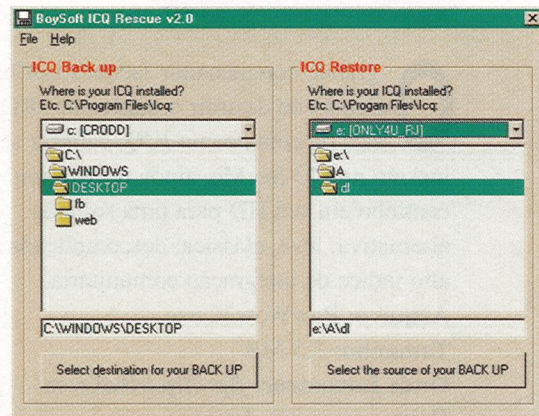 BoySoft ICQ Rescue v2.0
File Help
ICQ Back up
Where is your ICQ installed?
Etc. C:\Program Files\Icq:
c: [CRODD]
C:\
WINDOWS
DESKTOP
fb
web
C:\WINDOWS\DESKTOP
Select destination for your BACK UP
ICQ Restore
Where is your ICQ installed?
Etc. C:\Progam Files\Icq:
e: [ONLY4U_RJ]
e:\
A
dl
e:\A\dl
Select the source of your BACK UP